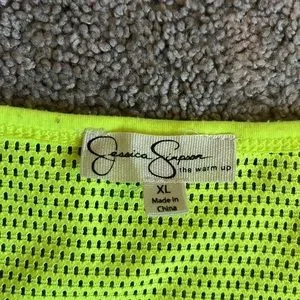 Jessica Simpson
the warm up
XL
Made in
China